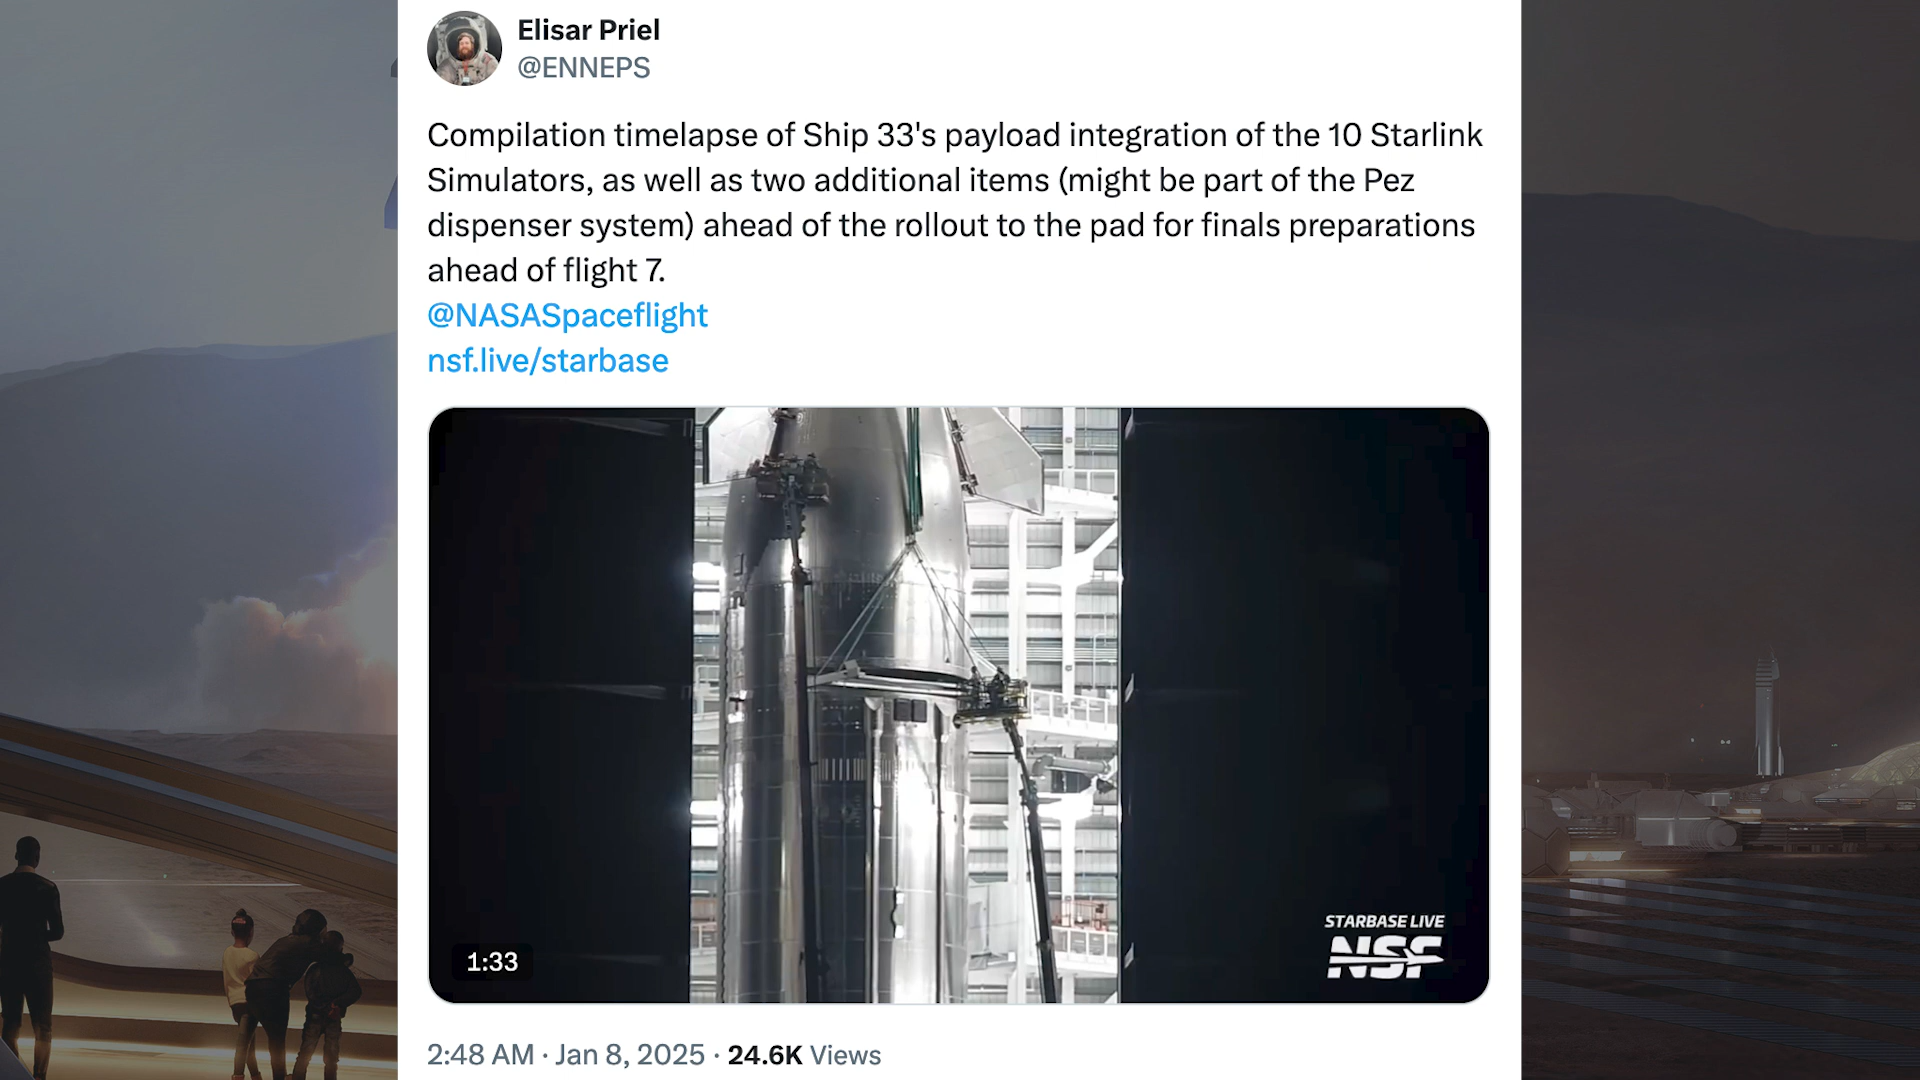 Elisar Priel
@ENNEPS
Compilation timelapse of Ship 33's payload integration of the 10 Starlink
Simulators, as well as two additional items (might be part of the Pez
dispenser system) ahead of the rollout to the pad for finals preparations
ahead of flight 7.
@NASASpaceflight
nsf.live/starbase
STARBASE LIVE
NSF
1:33
2:48 AM · Jan 8, 2025 · 24.6K Views